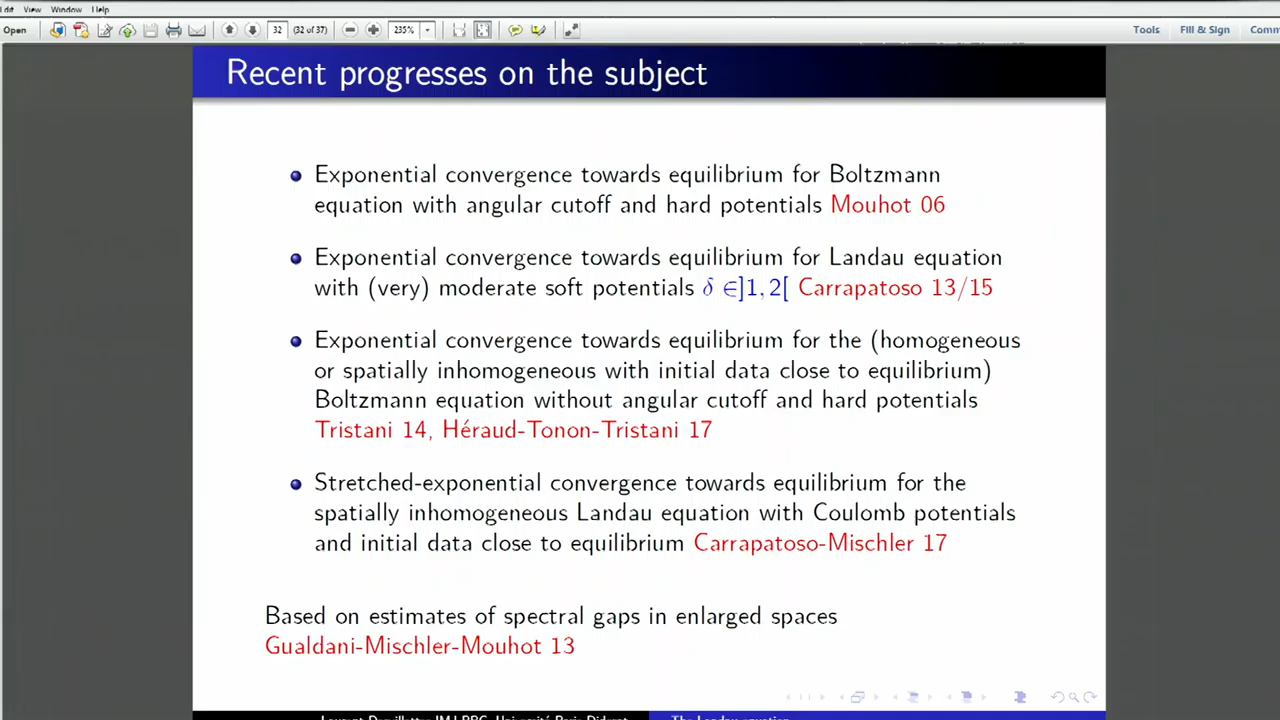 Edit View Window Help
Open 32 (32 of 37) 235% Tools Fill & Sign
Recent progresses on the subject
Exponential convergence towards equilibrium for Boltzmann
equation with angular cutoff and hard potentials Mouhot 06
Exponential convergence towards equilibrium for Landau equation
with (very) moderate soft potentials δ ∈]1, 2[ Carrapatoso 13/15
Exponential convergence towards equilibrium for the (homogeneous
or spatially inhomogeneous with initial data close to equilibrium)
Boltzmann equation without angular cutoff and hard potentials
Tristani 14, Héraud-Tonon-Tristani 17
Stretched-exponential convergence towards equilibrium for the
spatially inhomogeneous Landau equation with Coulomb potentials
and initial data close to equilibrium Carrapatoso-Mischler 17
Based on estimates of spectral gaps in enlarged spaces
Gualdani-Mischler-Mouhot 13
The Landau equation